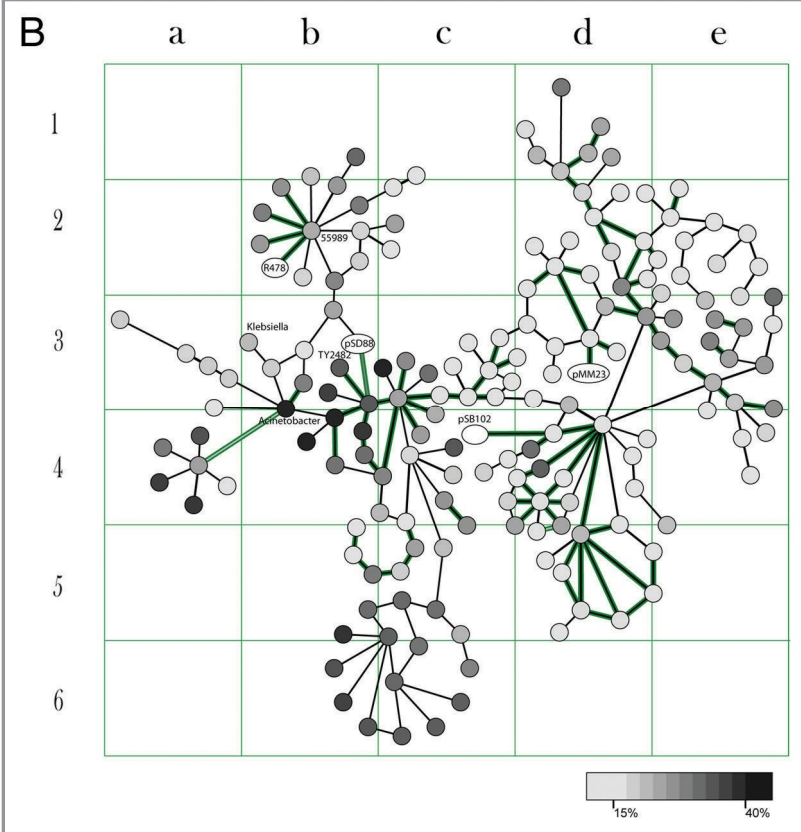 B
a b c d e
1
2
55989
R478
3
Klebsiella
pSD88
TY2482
pMM23
Acinetobacter
pSB102
4
5
6
15% 40%